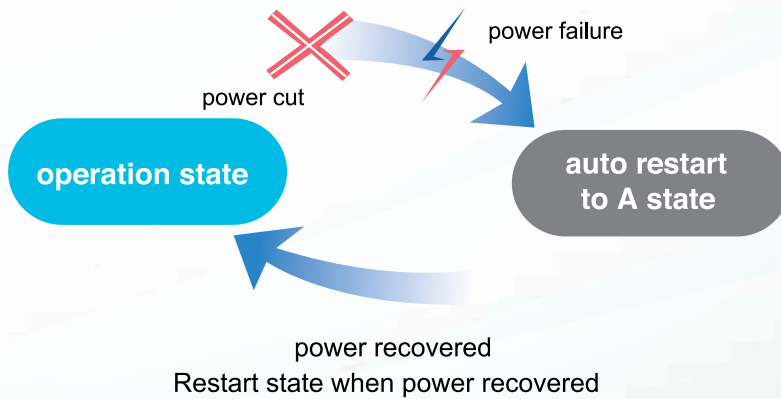 power failure
power cut
operation state
auto restart
to A state
power recovered
Restart state when power recovered